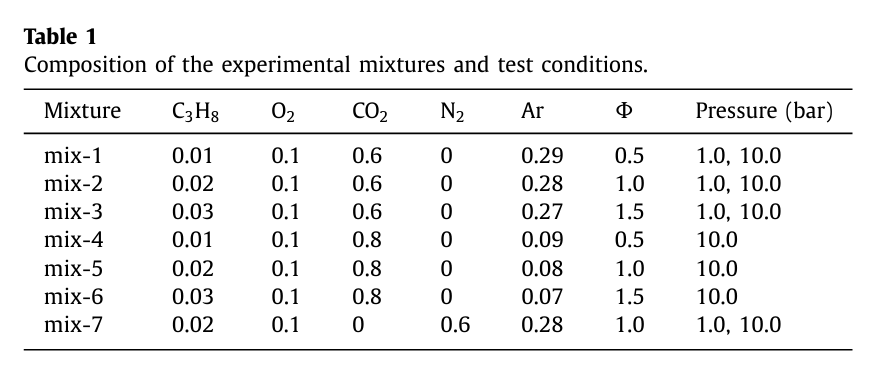 Table 1
Composition of the experimental mixtures and test conditions.
Mixture C₃H₈ O₂ CO₂ N₂ Ar Φ Pressure (bar)
mix-1 0.01 0.1 0.6 0 0.29 0.5 1.0, 10.0
mix-2 0.02 0.1 0.6 0 0.28 1.0 1.0, 10.0
mix-3 0.03 0.1 0.6 0 0.27 1.5 1.0, 10.0
mix-4 0.01 0.1 0.8 0 0.09 0.5 10.0
mix-5 0.02 0.1 0.8 0 0.08 1.0 10.0
mix-6 0.03 0.1 0.8 0 0.07 1.5 10.0
mix-7 0.02 0.1 0 0.6 0.28 1.0 1.0, 10.0